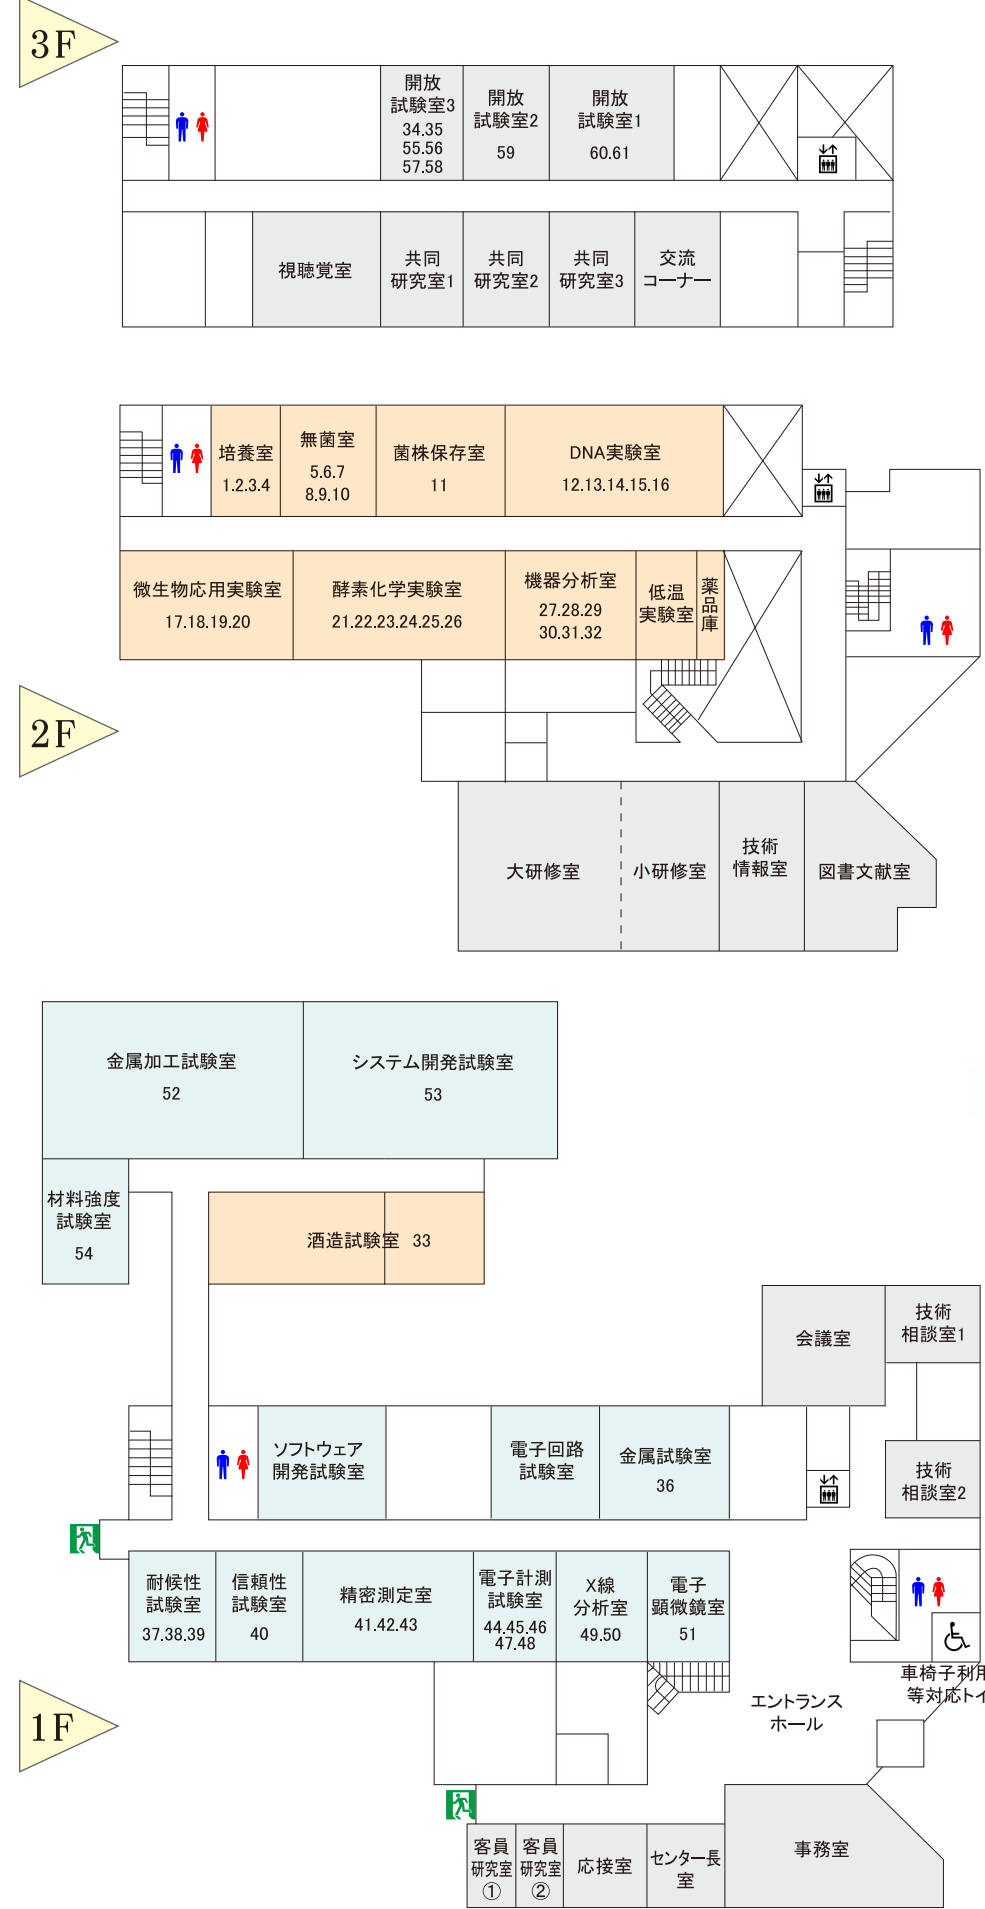 3F
開放
試験室3
34.35
55.56
57.58
開放
試験室2
59
開放
試験室1
60.61
視聴覚室
共同
研究室1
共同
研究室2
共同
研究室3
交流
コーナー
2F
培養室
1.2.3.4
無菌室
5.6.7
8.9.10
菌株保存室
11
DNA実験室
12.13.14.15.16
微生物応用実験室
17.18.19.20
酵素化学実験室
21.22.23.24.25.26
機器分析室
27.28.29
30.31.32
低温
実験室
薬品庫
大研修室
小研修室
技術
情報室
図書文献室
1F
金属加工試験室
52
システム開発試験室
53
材料強度
試験室
54
酒造試験室 33
会議室
技術
相談室1
ソフトウェア
開発試験室
電子回路
試験室
金属試験室
36
技術
相談室2
耐候性
試験室
37.38.39
信頼性
試験室
40
精密測定室
41.42.43
電子計測
試験室
44.45.46
47.48
X線
分析室
49.50
電子
顕微鏡室
51
車椅子利用
等対応トイ
エントランス
ホール
客員
研究室
①
客員
研究室
②
応接室
センター長
室
事務室